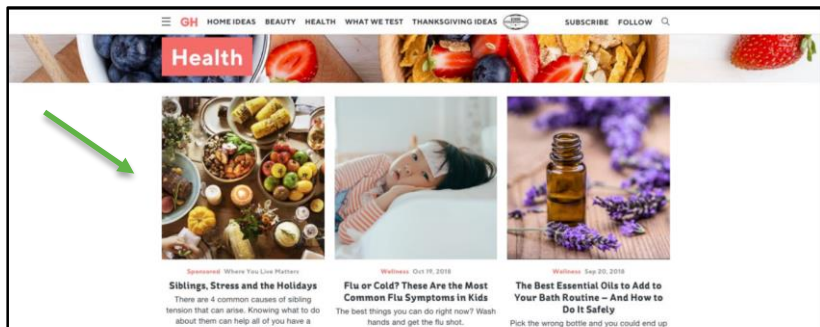 GH HOME IDEAS BEAUTY HEALTH WHAT WE TEST THANKSGIVING IDEAS SUBSCRIBE FOLLOW
Health
Sponsored Where You Live Matters
Siblings, Stress and the Holidays
There are 4 common causes of sibling
tension that can arise. Knowing what to do
about them can help all of you have a
Wellness Oct 19, 2018
Flu or Cold? These Are the Most
Common Flu Symptoms in Kids
The best things you can do right now? Wash
hands and get the flu shot.
Wellness Sep 20, 2018
The Best Essential Oils to Add to
Your Bath Routine – And How to
Do It Safely
Pick the wrong bottle and you could end up